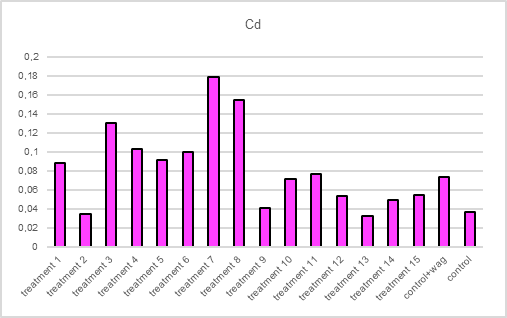 Cd
0,2
0,18
0,16
0,14
0,12
0,1
0,08
0,06
0,04
0,02
0
treatment 1
treatment 2
treatment 3
treatment 4
treatment 5
treatment 6
treatment 7
treatment 8
treatment 9
treatment 10
treatment 11
treatment 12
treatment 13
treatment 14
treatment 15
control+wag
control